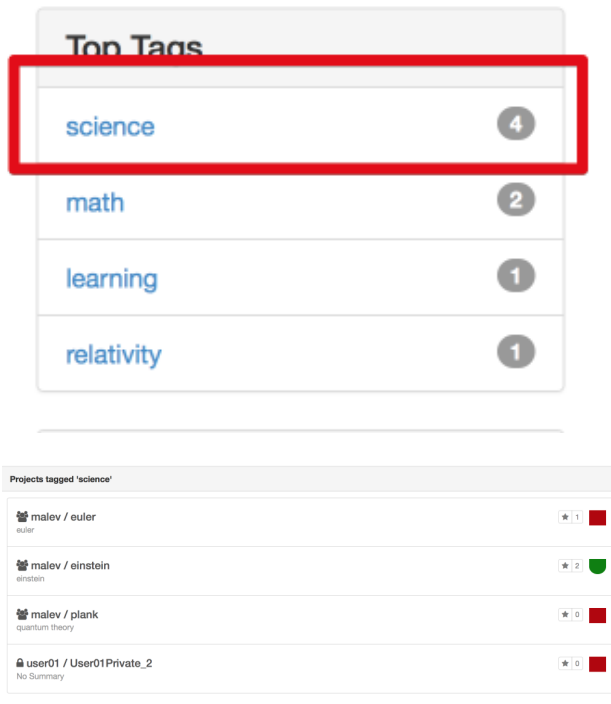 Top Tags
science 4
math 2
learning 1
relativity 1
Projects tagged 'science'
malev / euler 1
euler
malev / einstein 2
einstein
malev / plank 0
quantum theory
user01 / User01Private_2 0
No Summary